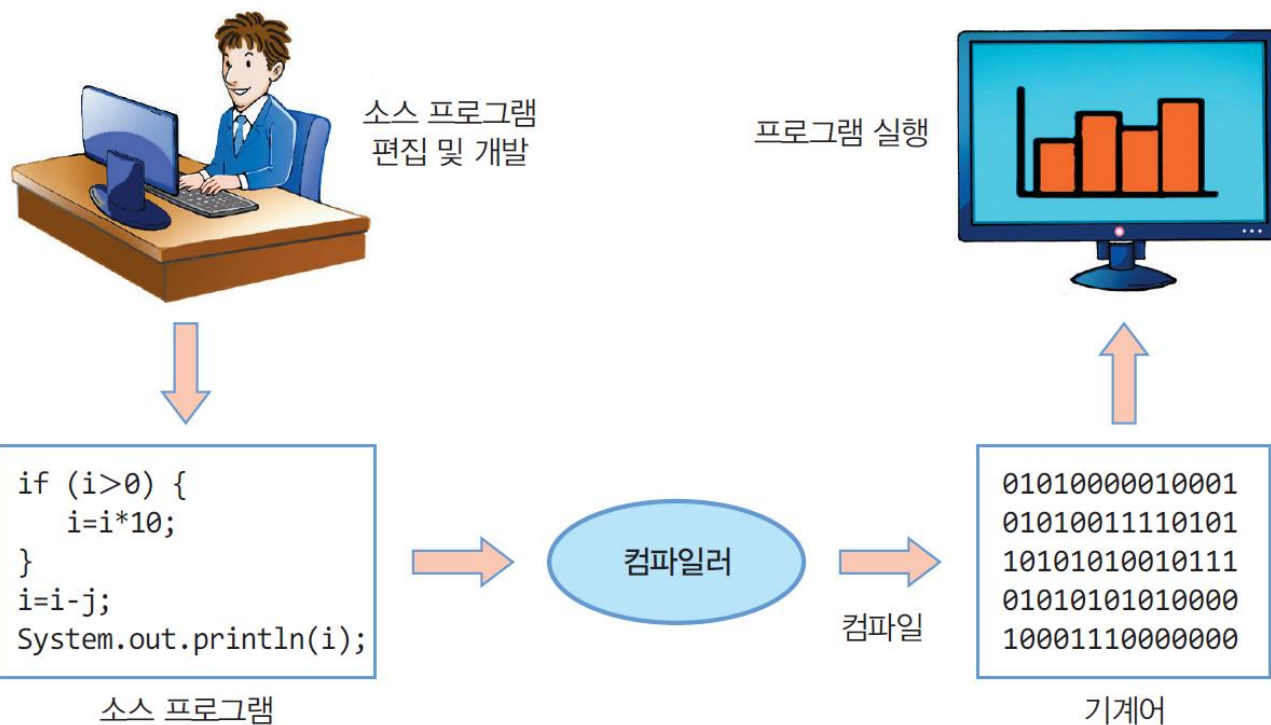 소스 프로그램
편집 및 개발
프로그램 실행
if (i>0) {
   i=i*10;
}
i=i-j;
System.out.println(i);
소스 프로그램
컴파일러
컴파일
01010000010001
01010011110101
10101010010111
01010101010000
10001110000000
기계어